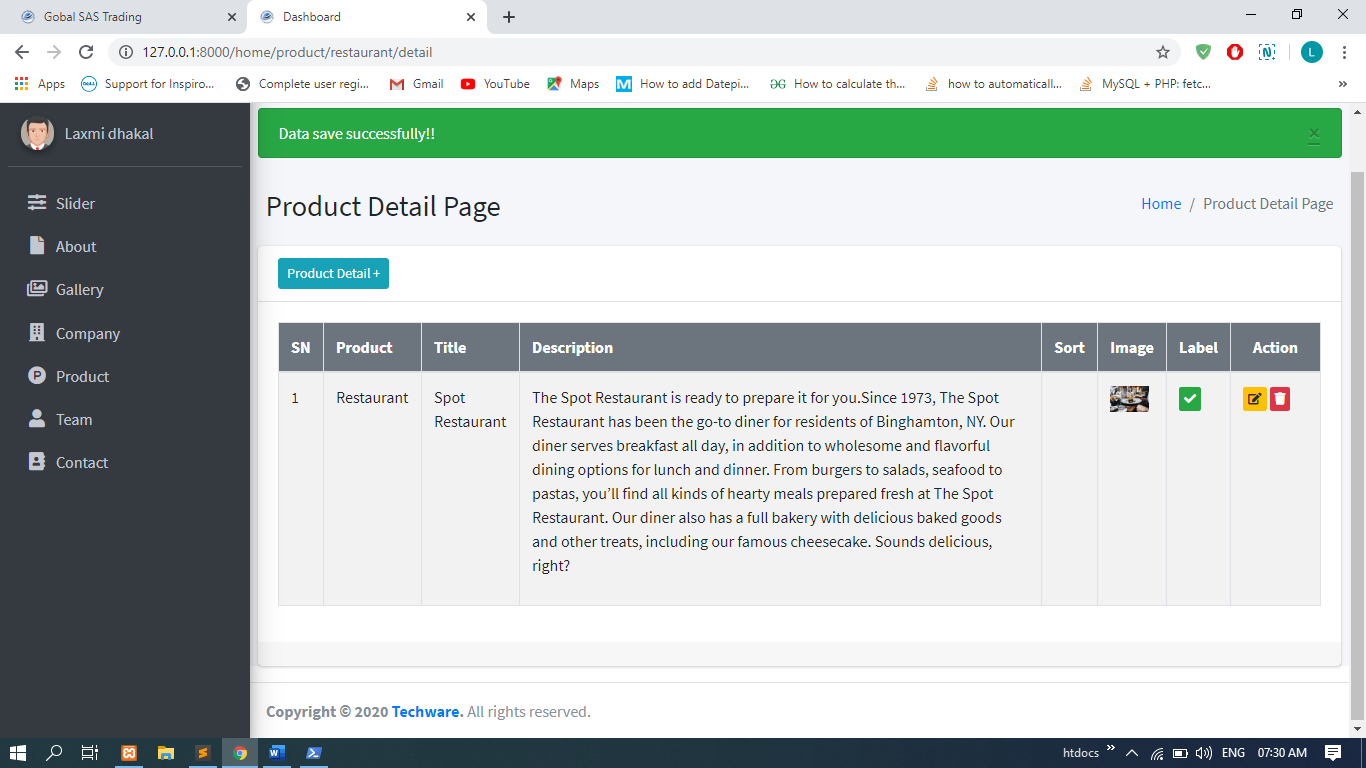 Gobal SAS Trading
Dashboard
127.0.0.1:8000/home/product/restaurant/detail
L
Apps
DELL
Support for Inspiro...
Complete user regi...
Gmail
YouTube
Maps
How to add Datepi...
How to calculate th...
how to automaticall...
MySQL + PHP: fetc...
»
Laxmi dhakal
Data save successfully!!
×
Slider
About
Gallery
Company
Product
Team
Contact
Product Detail Page
Home / Product Detail Page
Product Detail +
SN Product Title Description Sort Image Label Action
1
Restaurant
Spot
Restaurant
The Spot Restaurant is ready to prepare it for you.Since 1973, The Spot
Restaurant has been the go-to diner for residents of Binghamton, NY. Our
diner serves breakfast all day, in addition to wholesome and flavorful
dining options for lunch and dinner. From burgers to salads, seafood to
pastas, you’ll find all kinds of hearty meals prepared fresh at The Spot
Restaurant. Our diner also has a full bakery with delicious baked goods
and other treats, including our famous cheesecake. Sounds delicious,
right?
Copyright © 2020 Techware. All rights reserved.
htdocs » ENG 07:30 AM